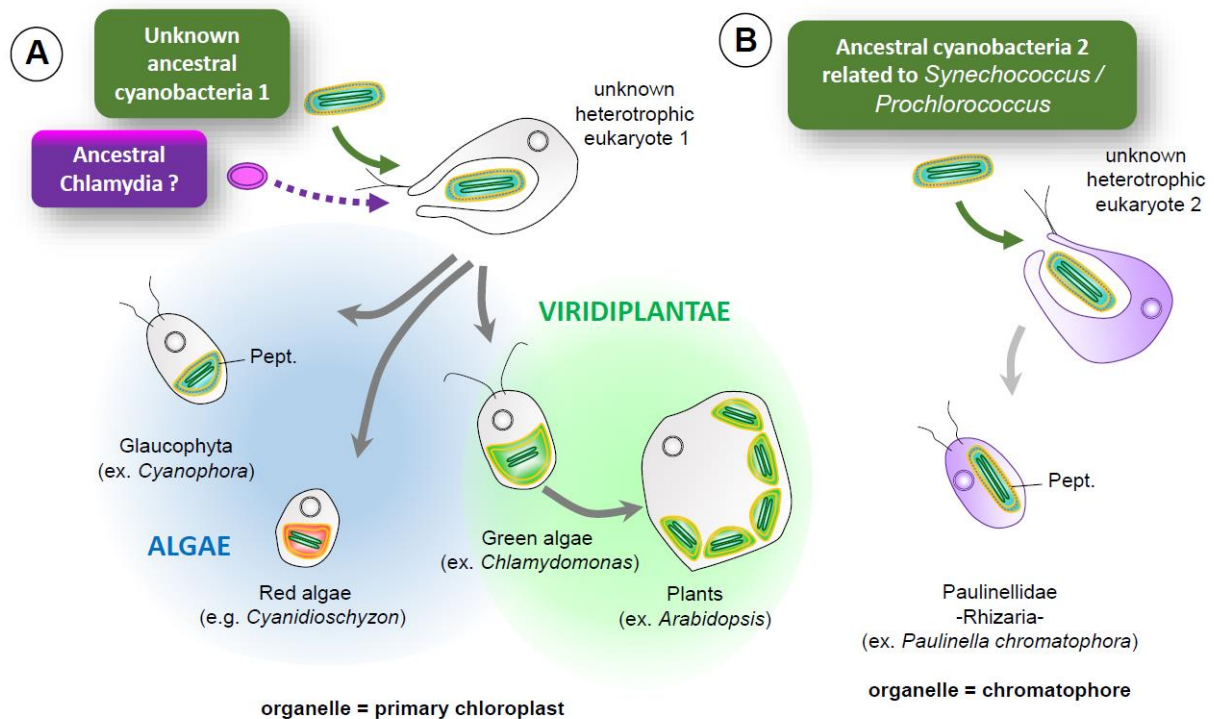 A
Unknown
ancestral
cyanobacteria 1
Ancestral
Chlamydia ?
unknown
heterotrophic
eukaryote 1
VIRIDIPLANTAE
Pept.
Glaucophyta
(ex. Cyanophora)
ALGAE
Red algae
(e.g. Cyanidioschyzon)
Green algae
(ex. Chlamydomonas)
Plants
(ex. Arabidopsis)
organelle = primary chloroplast
B
Ancestral cyanobacteria 2
related to Synechococcus /
Prochlorococcus
unknown
heterotrophic
eukaryote 2
Pept.
Paulinellidae
-Rhizaria-
(ex. Paulinella chromatophora)
organelle = chromatophore